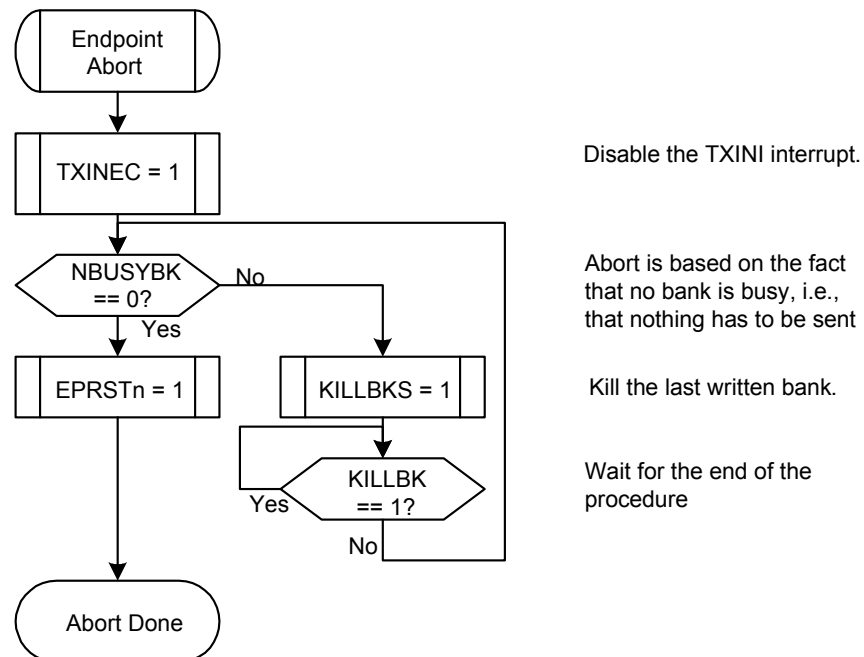 Endpoint
Abort
TXINEC = 1
Disable the TXINI interrupt.
NBUSYBK
== 0?
No
Yes
Abort is based on the fact
that no bank is busy, i.e.,
that nothing has to be sent
EPRSTn = 1
KILLBKS = 1
Kill the last written bank.
KILLBK
== 1?
Yes
No
Wait for the end of the
procedure
Abort Done